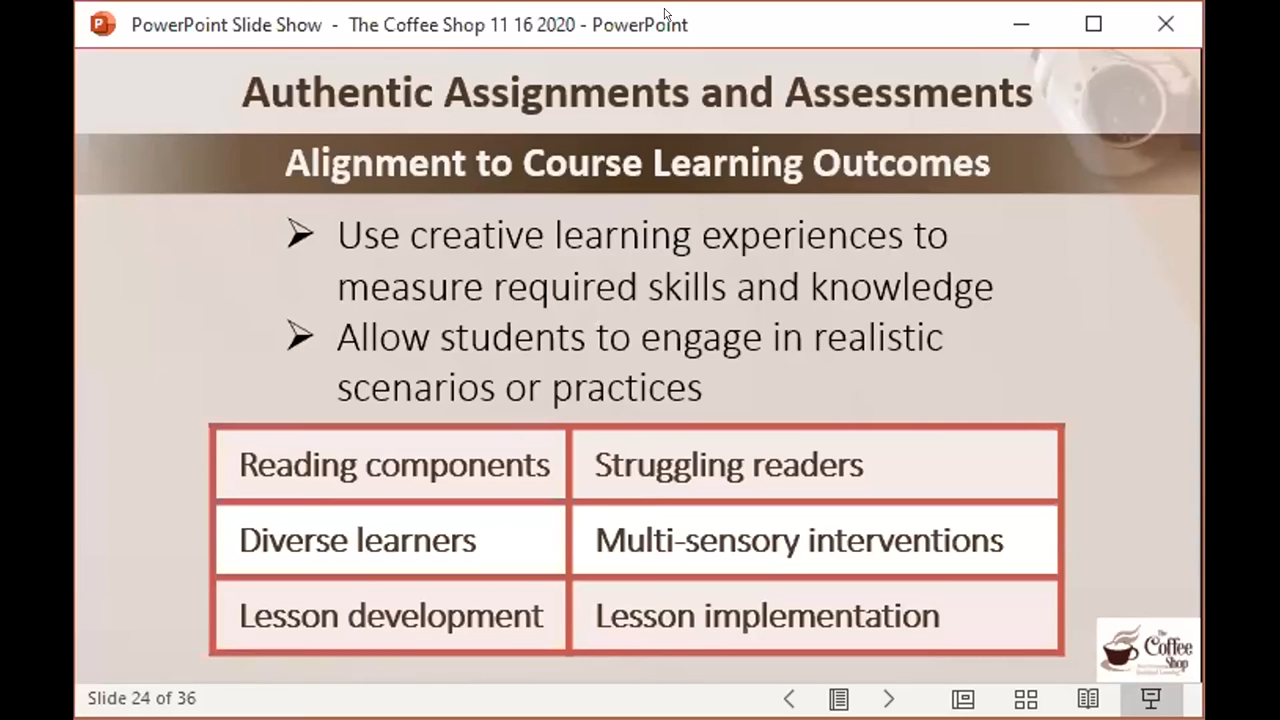 PowerPoint Slide Show - The Coffee Shop 11 16 2020 - PowerPoint
Authentic Assignments and Assessments
Alignment to Course Learning Outcomes
➢ Use creative learning experiences to
measure required skills and knowledge
➢ Allow students to engage in realistic
scenarios or practices
Reading components Struggling readers
Diverse learners Multi-sensory interventions
Lesson development Lesson implementation
The
Coffee
Shop
Slide 24 of 36